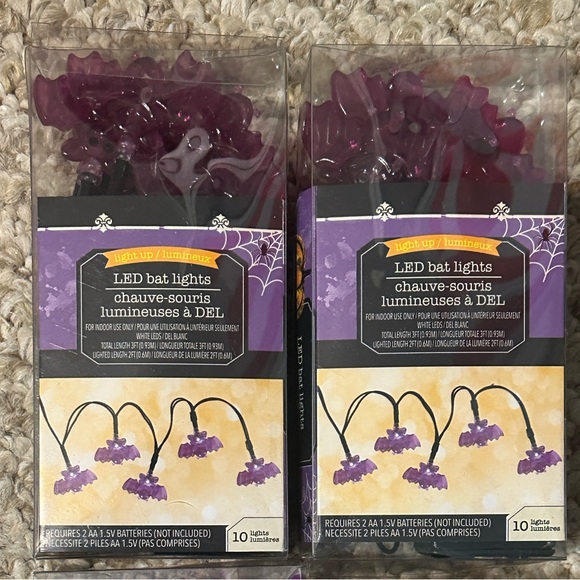 light up / lumineux
LED bat lights
chauve-souris
lumineuses à DEL
FOR INDOOR USE ONLY / POUR UNE UTILISATION À L'INTERIEUR SEULEMENT
WHITE LEDS / DEL BLANC
TOTAL LENGTH 3FT (0.93M) / LONGUEUR TOTALE 3FT (0.93M)
LIGHTED LENGTH 2FT (0.6M) / LONGUEUR DE LA LUMIÈRE 2FT (0.6M)
REQUIRES 2 AA 1.5V BATTERIES (NOT INCLUDED)
NECESSITE 2 PILES AA 1.5V (PAS COMPRISES)
10 lights
lumières
LED bat lights
light up / lumineux
LED bat lights
chauve-souris
lumineuses à DEL
FOR INDOOR USE ONLY / POUR UNE UTILISATION À L'INTERIEUR SEULEMENT
WHITE LEDS / DEL BLANC
TOTAL LENGTH 3FT (0.93M) / LONGUEUR TOTALE 3FT (0.93M)
LIGHTED LENGTH 2FT (0.6M) / LONGUEUR DE LA LUMIÈRE 2FT (0.6M)
REQUIRES 2 AA 1.5V BATTERIES (NOT INCLUDED)
NECESSITE 2 PILES AA 1.5V (PAS COMPRISES)
10 lights
lumières